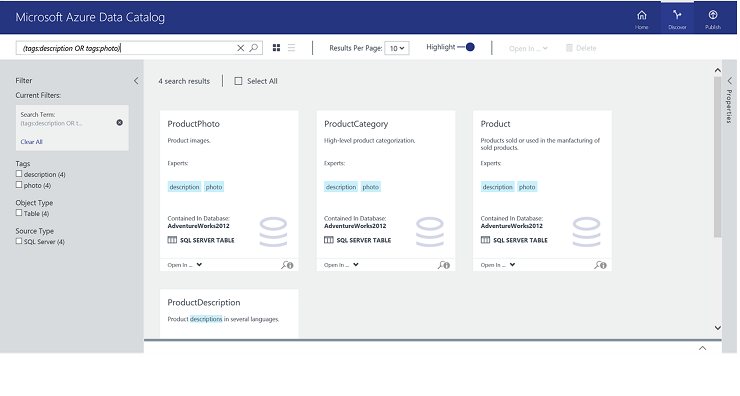 Microsoft Azure Data Catalog
Home
Discover
Publish
(tags:description OR tags:photo)
Results Per Page: 10
Highlight
Open in ...
Delete
Filter
Current Filters:
Search Term:
(tags:description OR t...
Clear All
Tags
description (4)
photo (4)
Object Type
Table (4)
Source Type
SQL Server (4)
4 search results
Select All
ProductPhoto
Product images.
Experts:
description photo
Contained In Database:
AdventureWorks2012
SQL SERVER TABLE
Open In ...
ProductCategory
High-level product categorization.
Experts:
description photo
Contained In Database:
AdventureWorks2012
SQL SERVER TABLE
Open In ...
Product
Products sold or used in the manfacturing of
sold products.
Experts:
description photo
Contained In Database:
AdventureWorks2012
SQL SERVER TABLE
Open In ...
ProductDescription
Product descriptions in several languages.
Properties